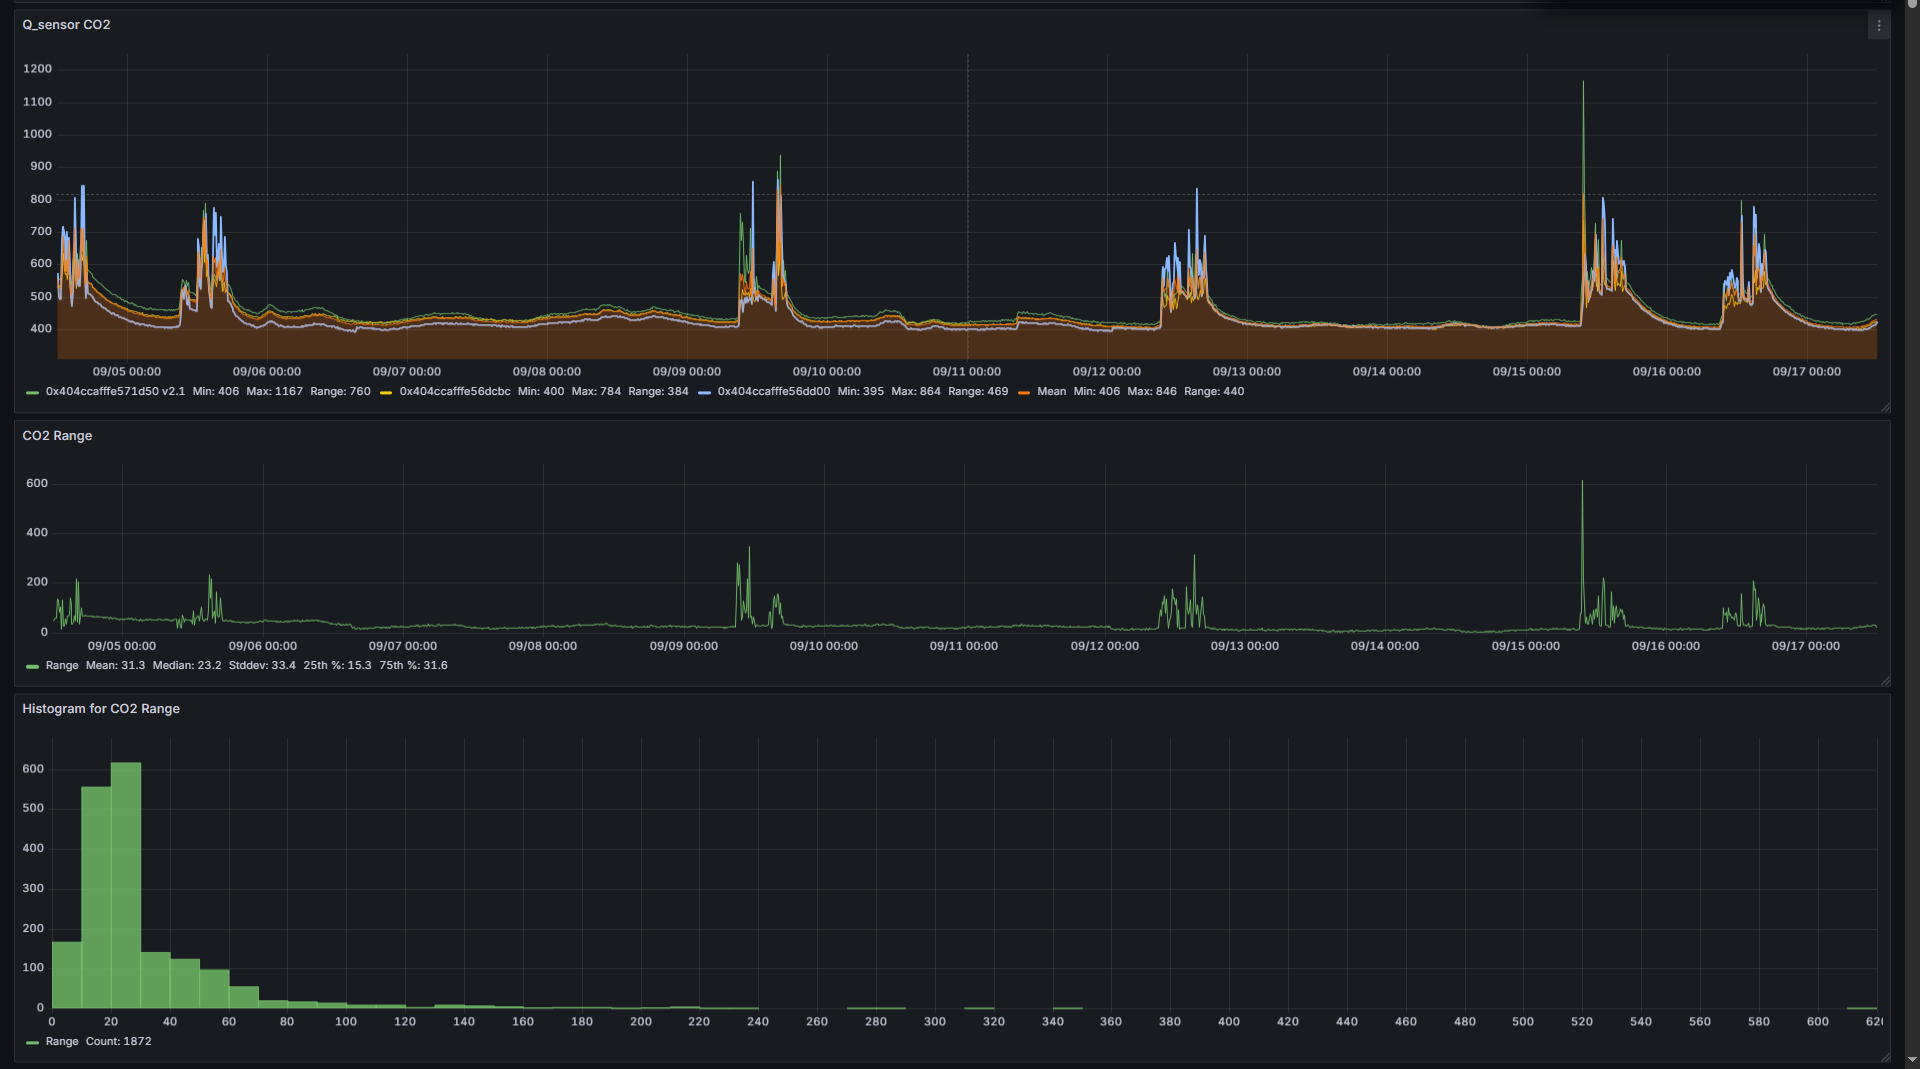 Q_sensor CO2
1200
1100
1000
900
800
700
600
500
400
09/05 00:00 09/06 00:00 09/07 00:00 09/08 00:00 09/09 00:00 09/10 00:00 09/11 00:00 09/12 00:00 09/13 00:00 09/14 00:00 09/15 00:00 09/16 00:00 09/17 00:00
0x404ccafffe571d50 v2.1 Min: 406 Max: 1167 Range: 760 0x404ccafffe56dcbc Min: 400 Max: 784 Range: 384 0x404ccafffe56dd00 Min: 395 Max: 864 Range: 469 Mean Min: 406 Max: 846 Range: 440
CO2 Range
600
400
200
0
09/05 00:00 09/06 00:00 09/07 00:00 09/08 00:00 09/09 00:00 09/10 00:00 09/11 00:00 09/12 00:00 09/13 00:00 09/14 00:00 09/15 00:00 09/16 00:00 09/17 00:00
Range Mean: 31.3 Median: 23.2 Stddev: 33.4 25th %: 15.3 75th %: 31.6
Histogram for CO2 Range
600
500
400
300
200
100
0
0 20 40 60 80 100 120 140 160 180 200 220 240 260 280 300 320 340 360 380 400 420 440 460 480 500 520 540 560 580 600 620
Range Count: 1872